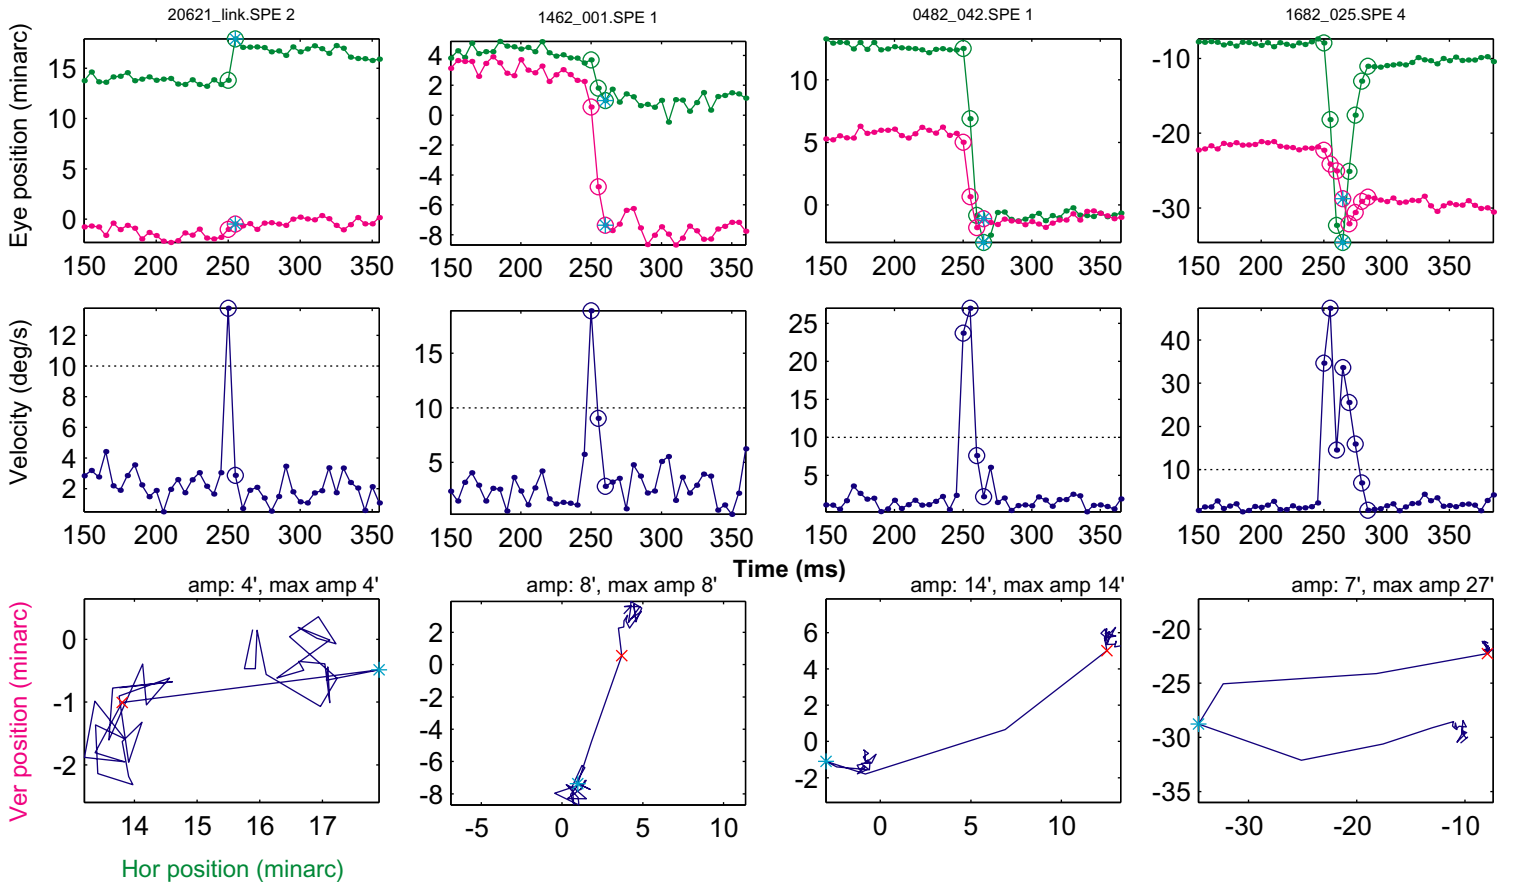 20621_link.SPE 2
1462_001.SPE 1
0482_042.SPE 1
1682_025.SPE 4
Eye position (minarc)
15
10
5
0
150 200 250 300 350
4
2
0
-2
-4
-6
-8
150 200 250 300 350
10
5
0
150 200 250 300 350
-10
-20
-30
150 200 250 300 350
Velocity (deg/s)
12
10
8
6
4
2
150 200 250 300 350
15
10
5
150 200 250 300 350
25
20
15
10
5
150 200 250 300 350
40
30
20
10
150 200 250 300 350
Time (ms)
amp: 4', max amp 4'
amp: 8', max amp 8'
amp: 14', max amp 14'
amp: 7', max amp 27'
Ver position (minarc)
0
-1
-2
14 15 16 17
2
0
-2
-4
-6
-8
-5 0 5 10
6
4
2
0
-2
0 5 10
-20
-25
-30
-35
-30 -20 -10
Hor position (minarc)